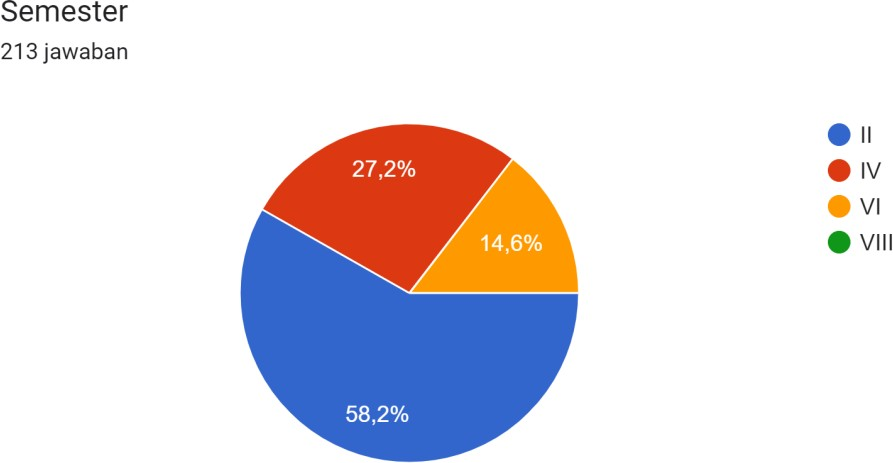 Semester
213 jawaban
II
IV
VI
VIII
27,2%
14,6%
58,2%